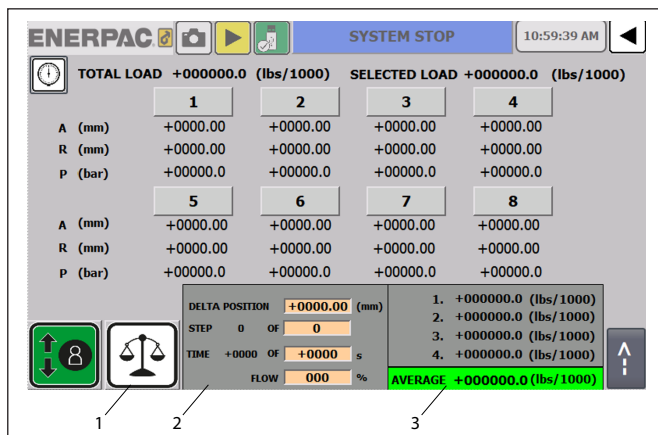 ENERPAC. SYSTEM STOP 10:59:39 AM
TOTAL LOAD +000000.0 (lbs/1000) SELECTED LOAD +000000.0 (lbs/1000)
1 2 3 4
A (mm) +0000.00 +0000.00 +0000.00 +0000.00
R (mm) +0000.00 +0000.00 +0000.00 +0000.00
P (bar) +00000.0 +00000.0 +00000.0 +00000.0
5 6 7 8
A (mm) +0000.00 +0000.00 +0000.00 +0000.00
R (mm) +0000.00 +0000.00 +0000.00 +0000.00
P (bar) +00000.0 +00000.0 +00000.0 +00000.0
8
DELTA POSITION +0000.00 (mm)
STEP 0 OF 0
TIME +0000 OF +0000 s
FLOW 000 %
1. +000000.0 (lbs/1000)
2. +000000.0 (lbs/1000)
3. +000000.0 (lbs/1000)
4. +000000.0 (lbs/1000)
AVERAGE +000000.0 (lbs/1000)
1 2 3